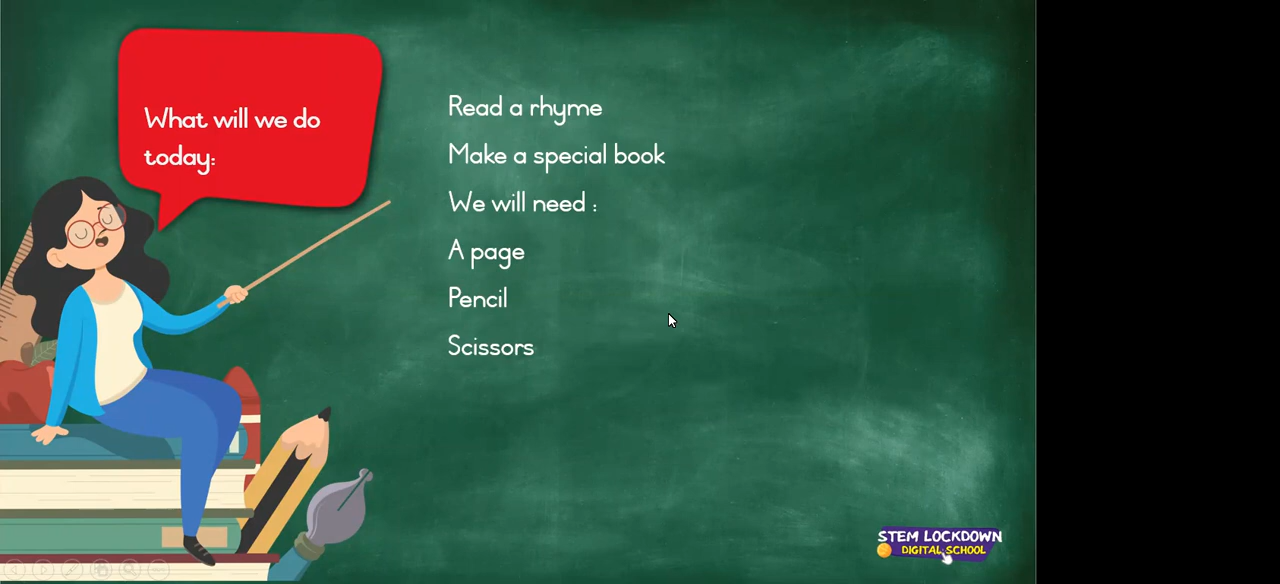 What will we do
today:
Read a rhyme
Make a special book
We will need :
A page
Pencil
Scissors
STEM LOCKDOWN
DIGITAL SCHOOL